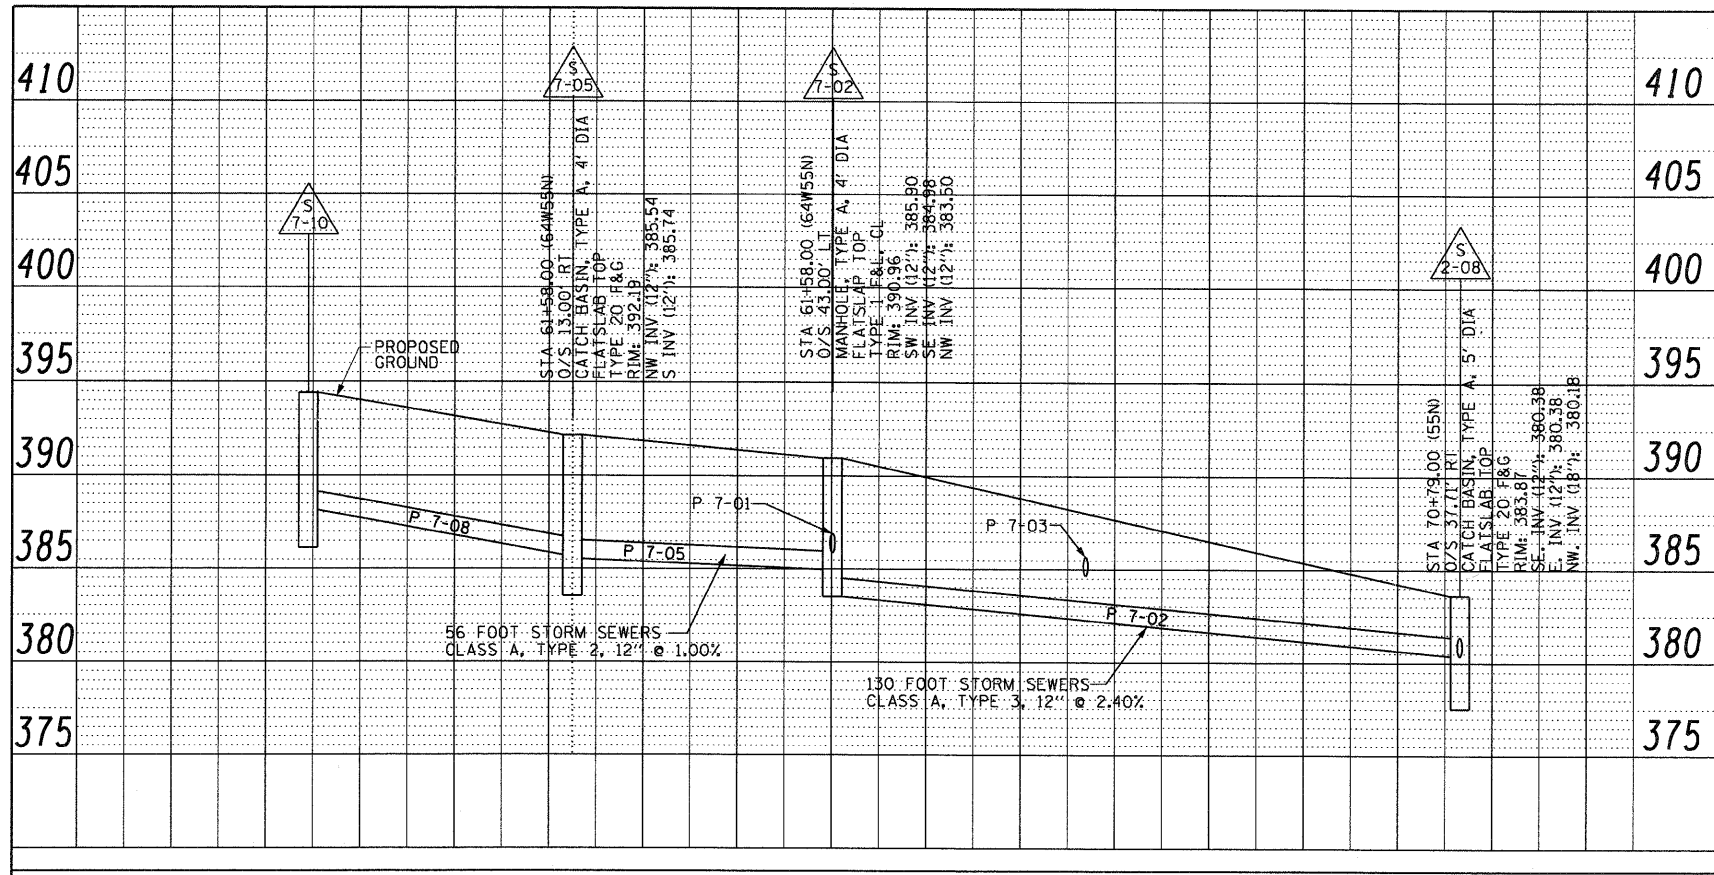 410
405
400
395
390
385
380
375
S
7-10
PROPOSED
GROUND
S
7-05
STA 61+58.00 (64W55N)
O/S 13.00' RT
CATCH BASIN, TYPE A, 4' DIA
FLATSLAB TOP
TYPE 20 F&G
RIM: 392.19
NW INV (12"): 385.54
S INV (12"): 385.74
S
7-02
STA 61+58.00 (64W55N)
O/S 43.00' LT
MANHOLE, TYPE A, 4' DIA
FLATSLAP TOP
TYPE 1 F&L, CL
RIM: 390.96
SW INV (12"): 385.90
SE INV (12"): 384.98
NW INV (12"): 383.50
S
2-08
STA 70+79.00 (55N)
O/S 37.71' RT
CATCH BASIN, TYPE A, 5' DIA
FLATSLAB TOP
TYPE 20 F&G
RIM: 383.87
SE. INV (12"): 380.38
E. INV (12"): 380.38
NW. INV (18"): 380.18
P 7-08
P 7-05
P 7-01
P 7-03
P 7-02
56 FOOT STORM SEWERS
CLASS A, TYPE 2, 12" @ 1.00%
130 FOOT STORM SEWERS
CLASS A, TYPE 3, 12" @ 2.40%
410
405
400
395
390
385
380
375